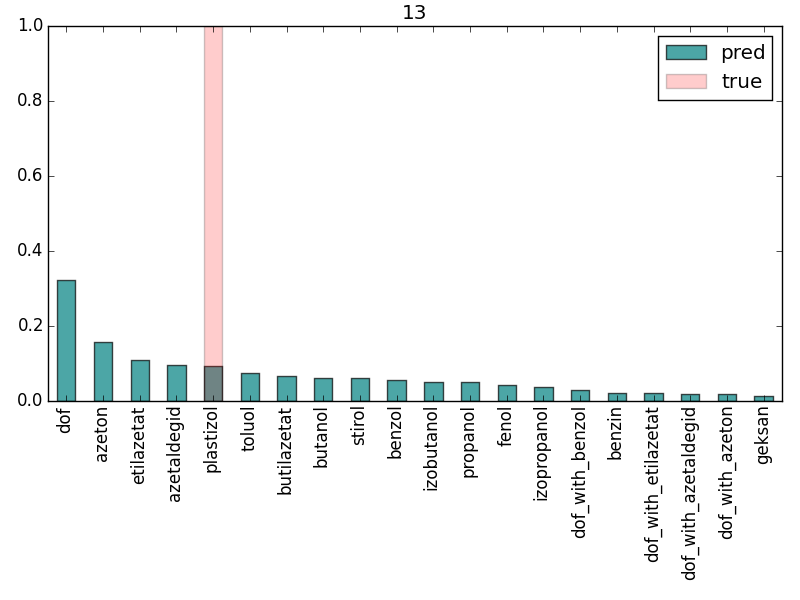 13
1.0
0.8
0.6
0.4
0.2
0.0
pred
true
dof
azeton
etilazetat
azetaldegid
plastizol
toluol
butilazetat
butanol
stirol
benzol
izobutanol
propanol
fenol
izopropanol
dof_with_benzol
benzin
dof_with_etilazetat
dof_with_azetaldegid
dof_with_azeton
geksan